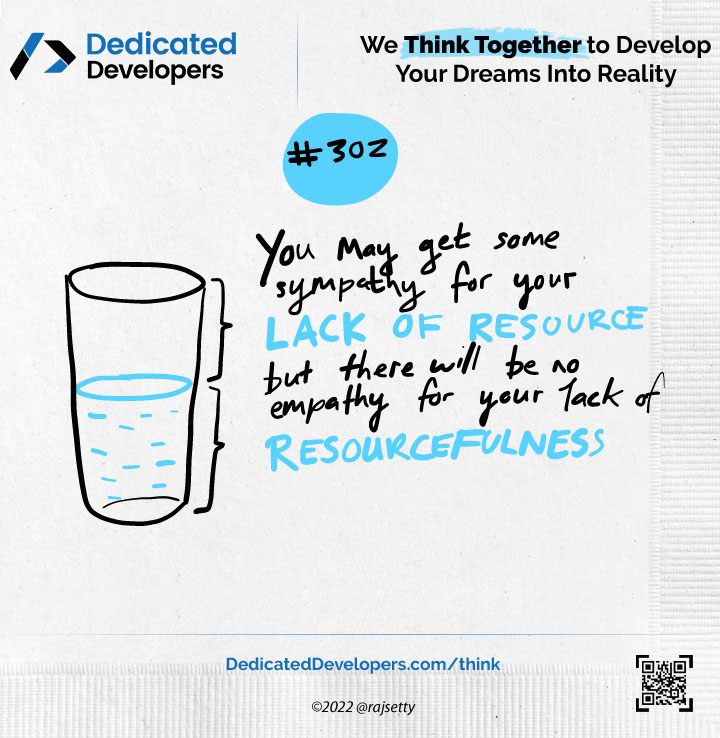 Dedicated
Developers
We Think Together to Develop
Your Dreams Into Reality
#302
You May get some
sympathy for your
LACK OF RESOURCE
but there will be no
empathy for your lack of
RESOURCEFULNESS
DedicatedDevelopers.com/think
©2022 @rajsetty